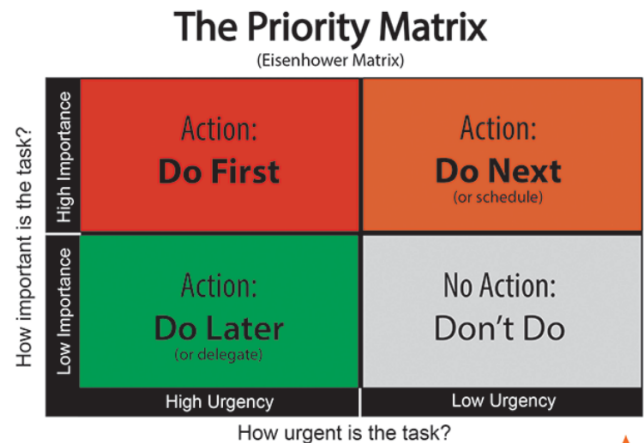 The Priority Matrix
(Eisenhower Matrix)
How important is the task?
High Importance
Action:
Do First
Action:
Do Next
(or schedule)
Low Importance
Action:
Do Later
(or delegate)
No Action:
Don't Do
High Urgency
Low Urgency
How urgent is the task?